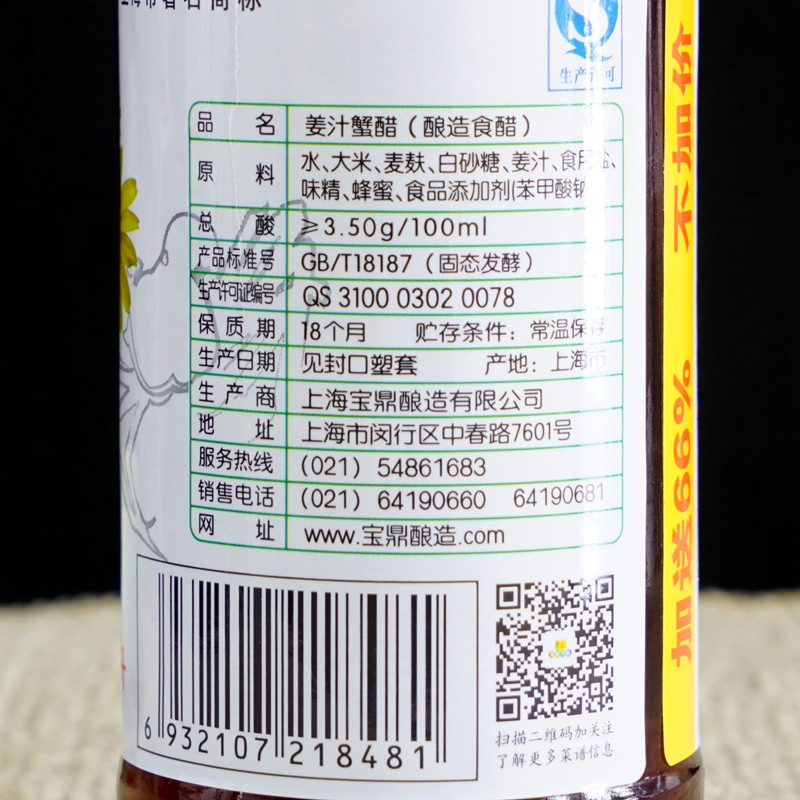 上海市著名商标
生产许可
品名 姜汁蟹醋（酿造食醋）
原料 水、大米、麦麸、白砂糖、姜汁、食用盐、
味精、蜂蜜、食品添加剂(苯甲酸钠
总酸 ≥3.50g/100ml
产品标准号 GB/T18187（固态发酵）
生产许可证编号 QS 3100 0302 0078
保质期 18个月 贮存条件：常温保存
生产日期 见封口塑套 产地：上海市
生产商 上海宝鼎酿造有限公司
地址 上海市闵行区中春路7601号
服务热线 (021) 54861683
销售电话 (021) 64190660 64190681
网址 www.宝鼎酿造.com
6 932107 218481
扫描二维码加关注
了解更多菜谱信息
加送66% 不加价